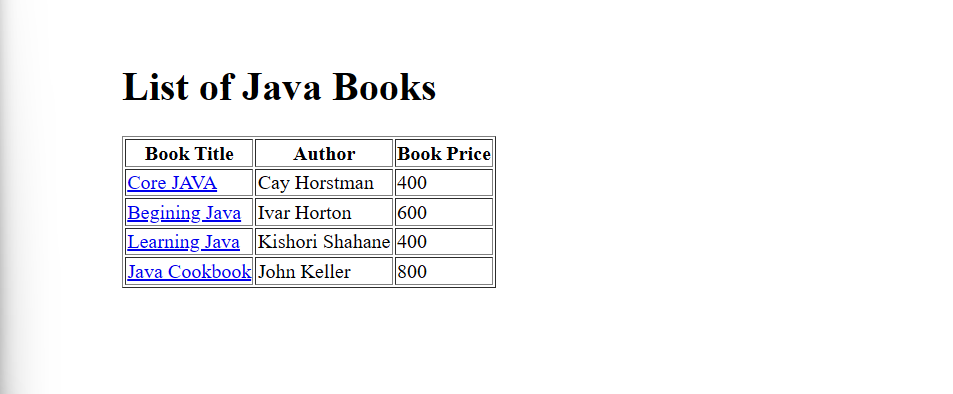 List of Java Books
Book Title Author Book Price
Core JAVA Cay Horstman 400
Begining Java Ivar Horton 600
Learning Java Kishori Shahane 400
Java Cookbook John Keller 800